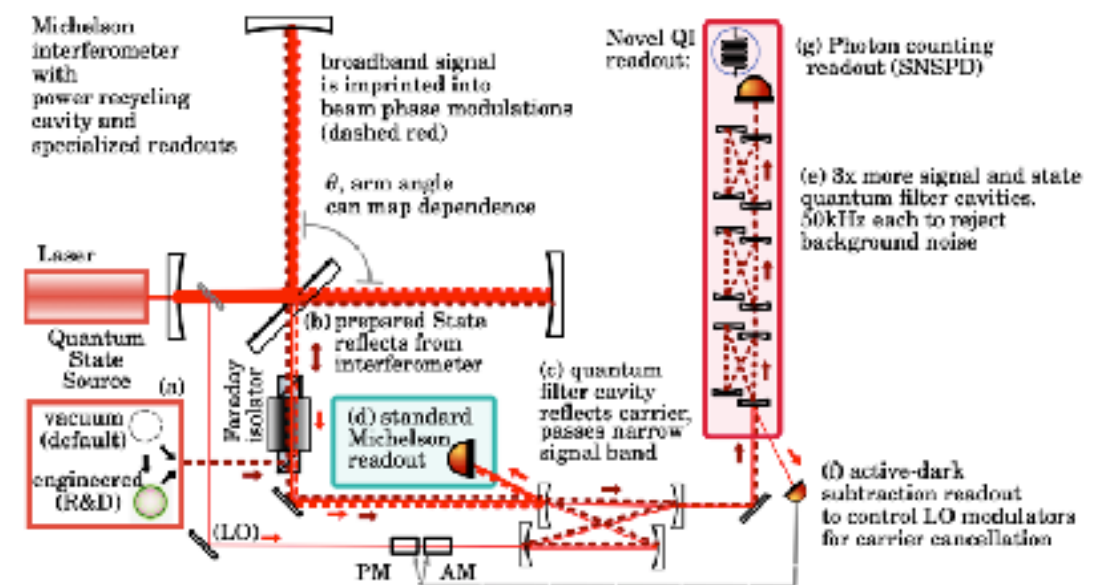 Michelson
interferometer
with
power recycling
cavity and
specialized readouts
broadband signal
is imprinted into
beam phase modulations
(dashed red)
θ, arm angle
can map dependence
Novel QI
readout:
(g) Photon counting
readout (SNSPD)
(e) 3x more signal and state
quantum filter cavities.
50kHz each to reject
background noise
Laser
Quantum
State
Source
(a)
vacuum
(default)
engineered
(R&D)
Faraday
isolator
(b) prepared State
reflects from
interferometer
(c) quantum
filter cavity
reflects carrier,
passes narrow
signal band
(d) standard
Michelson
readout
(LO)
PM AM
(f) active-dark
subtraction readout
to control LO modulators
for carrier cancellation